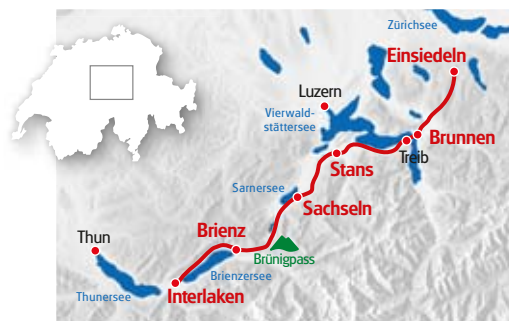 Zürichsee
Einsiedeln
Luzern
Vierwald-
stättersee
Brunnen
Treib
Stans
Sarnersee
Sachseln
Brienz
Thun
Brünigpass
Brienzersee
Thunersee
Interlaken